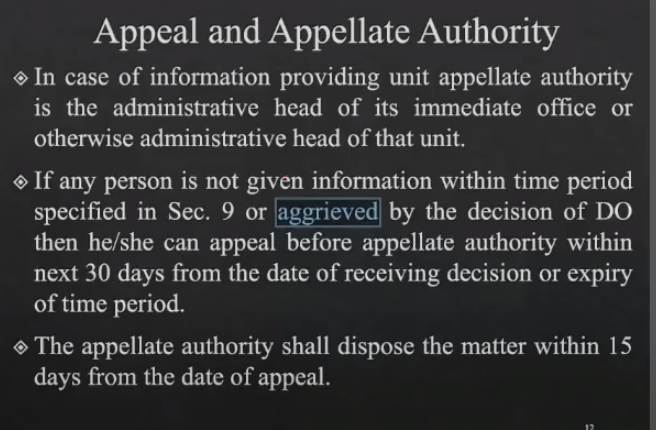 Appeal and Appellate Authority
In case of information providing unit appellate authority
is the administrative head of its immediate office or
otherwise administrative head of that unit.
If any person is not given information within time period
specified in Sec. 9 or aggrieved by the decision of DO
then he/she can appeal before appellate authority within
next 30 days from the date of receiving decision or expiry
of time period.
The appellate authority shall dispose the matter within 15
days from the date of appeal.
12